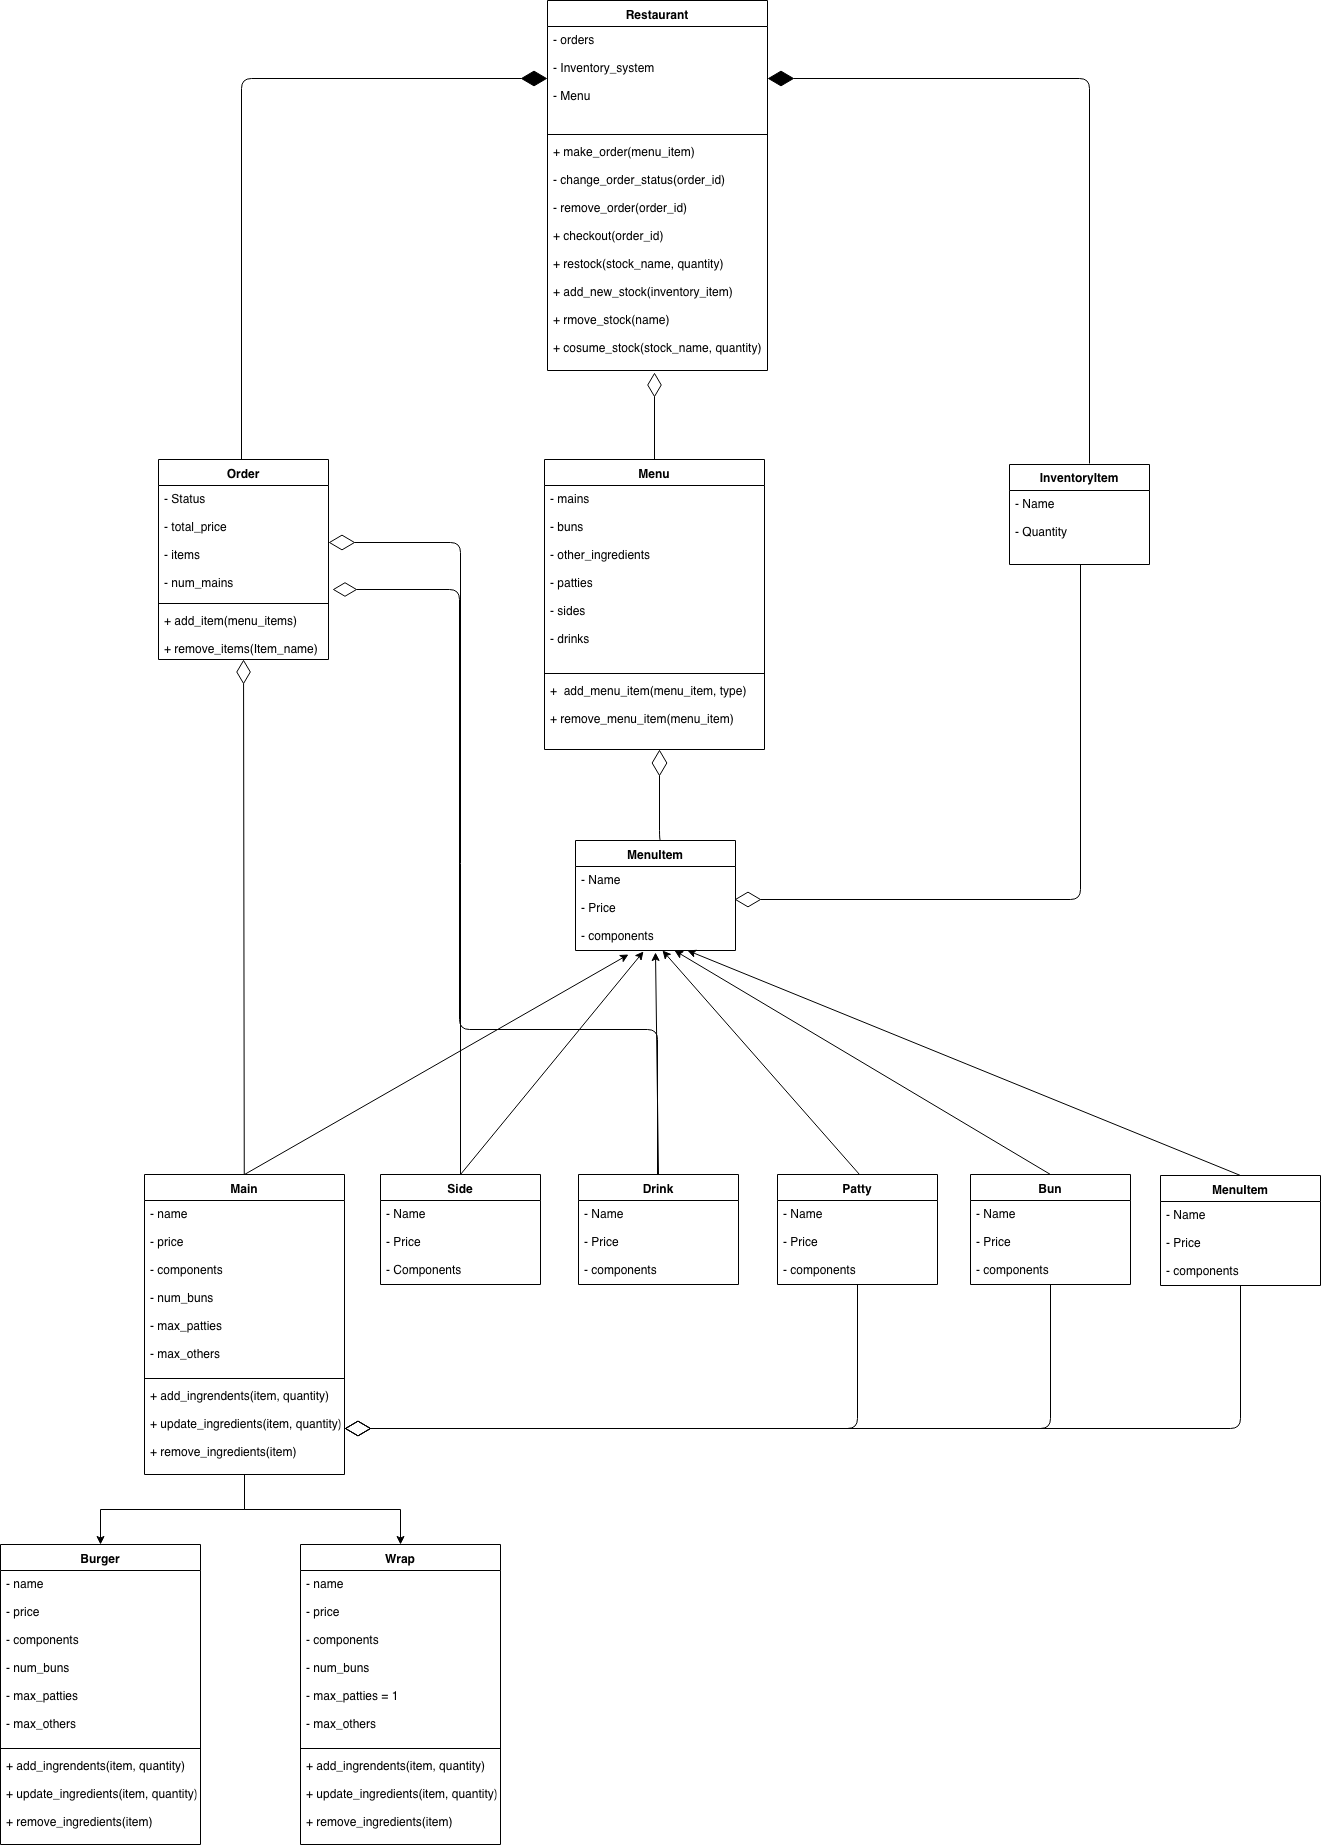 Restaurant
- orders
- Inventory_system
- Menu
+ make_order(menu_item)
- change_order_status(order_id)
- remove_order(order_id)
+ checkout(order_id)
+ restock(stock_name, quantity)
+ add_new_stock(inventory_item)
+ rmove_stock(name)
+ cosume_stock(stock_name, quantity)
Order
- Status
- total_price
- items
- num_mains
+ add_item(menu_items)
+ remove_items(Item_name)
Menu
- mains
- buns
- other_ingredients
- patties
- sides
- drinks
+ add_menu_item(menu_item, type)
+ remove_menu_item(menu_item)
InventoryItem
- Name
- Quantity
MenuItem
- Name
- Price
- components
Main
- name
- price
- components
- num_buns
- max_patties
- max_others
+ add_ingrendents(item, quantity)
+ update_ingredients(item, quantity)
+ remove_ingredients(item)
Side
- Name
- Price
- Components
Drink
- Name
- Price
- components
Patty
- Name
- Price
- components
Bun
- Name
- Price
- components
MenuItem
- Name
- Price
- components
Burger
- name
- price
- components
- num_buns
- max_patties
- max_others
+ add_ingrendents(item, quantity)
+ update_ingredients(item, quantity)
+ remove_ingredients(item)
Wrap
- name
- price
- components
- num_buns
- max_patties = 1
- max_others
+ add_ingrendents(item, quantity)
+ update_ingredients(item, quantity)
+ remove_ingredients(item)